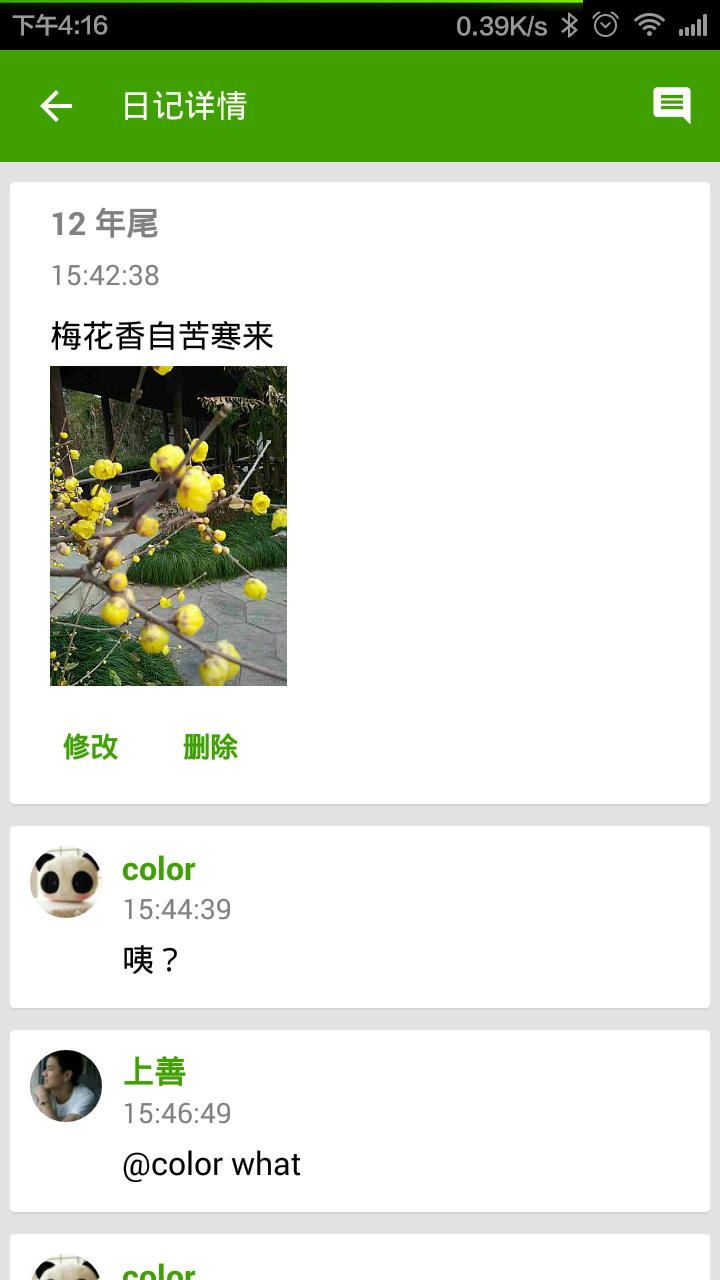 下午4:16
0.39K/s
日记详情
12 年尾
15:42:38
梅花香自苦寒来
修改 删除
color
15:44:39
咦？
上善
15:46:49
@color what
color